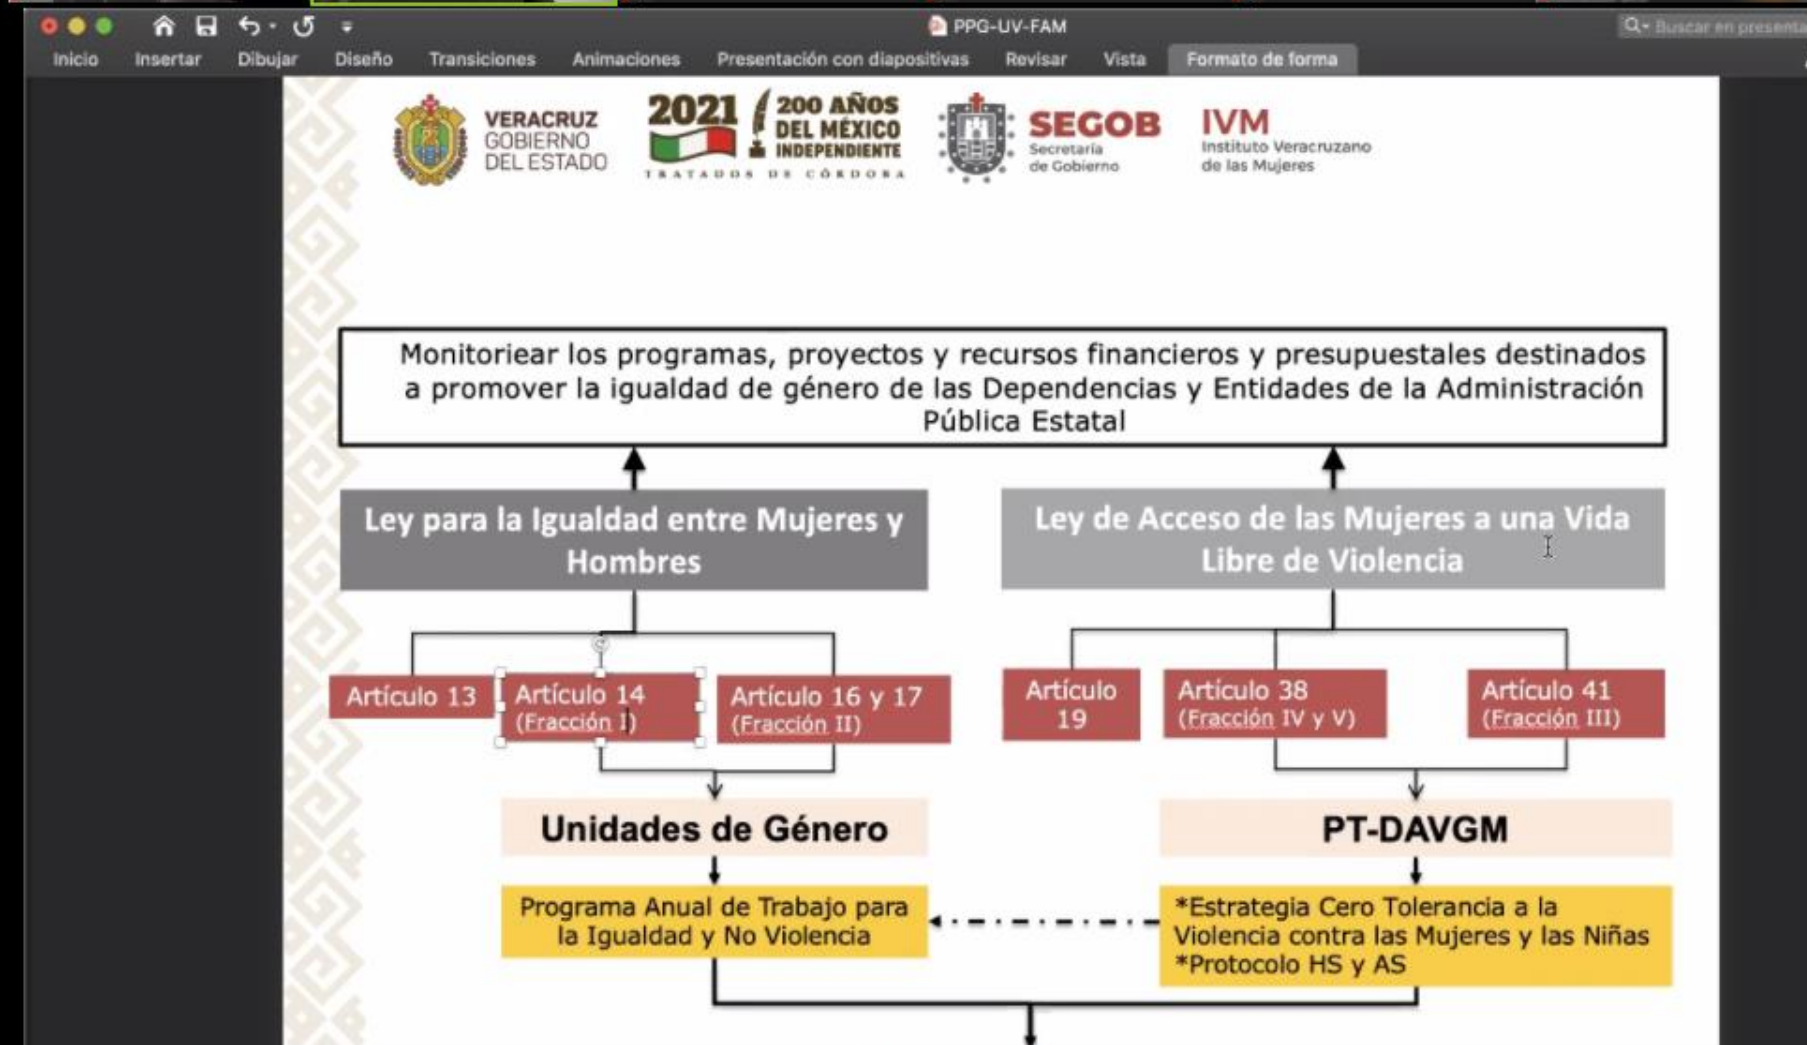 PPG-UV-FAM
Buscar en presenta
Inicio Insertar Dibujar Diseño Transiciones Animaciones Presentación con diapositivas Revisar Vista Formato de forma
VERACRUZ
GOBIERNO
DEL ESTADO
2021
200 AÑOS
DEL MÉXICO
INDEPENDIENTE
TRATADOS DE CÓRDOBA
SEGOB
Secretaría
de Gobierno
IVM
Instituto Veracruzano
de las Mujeres
Monitoriear los programas, proyectos y recursos financieros y presupuestales destinados
a promover la igualdad de género de las Dependencias y Entidades de la Administración
Pública Estatal
Ley para la Igualdad entre Mujeres y
Hombres
Ley de Acceso de las Mujeres a una Vida
Libre de Violencia
Artículo 13
Artículo 14
(Fracción I)
Artículo 16 y 17
(Fracción II)
Artículo
19
Artículo 38
(Fracción IV y V)
Artículo 41
(Fracción III)
Unidades de Género
PT-DAVGM
Programa Anual de Trabajo para
la Igualdad y No Violencia
*Estrategia Cero Tolerancia a la
Violencia contra las Mujeres y las Niñas
*Protocolo HS y AS